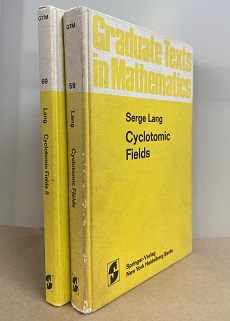 GTM
69
Lang
Cyclotomic Fields II
GTM
59
Lang
Cyclotomic Fields
Graduate Texts
in Mathematics
Serge Lang
Cyclotomic
Fields
Springer-Verlag
New York Heidelberg Berlin